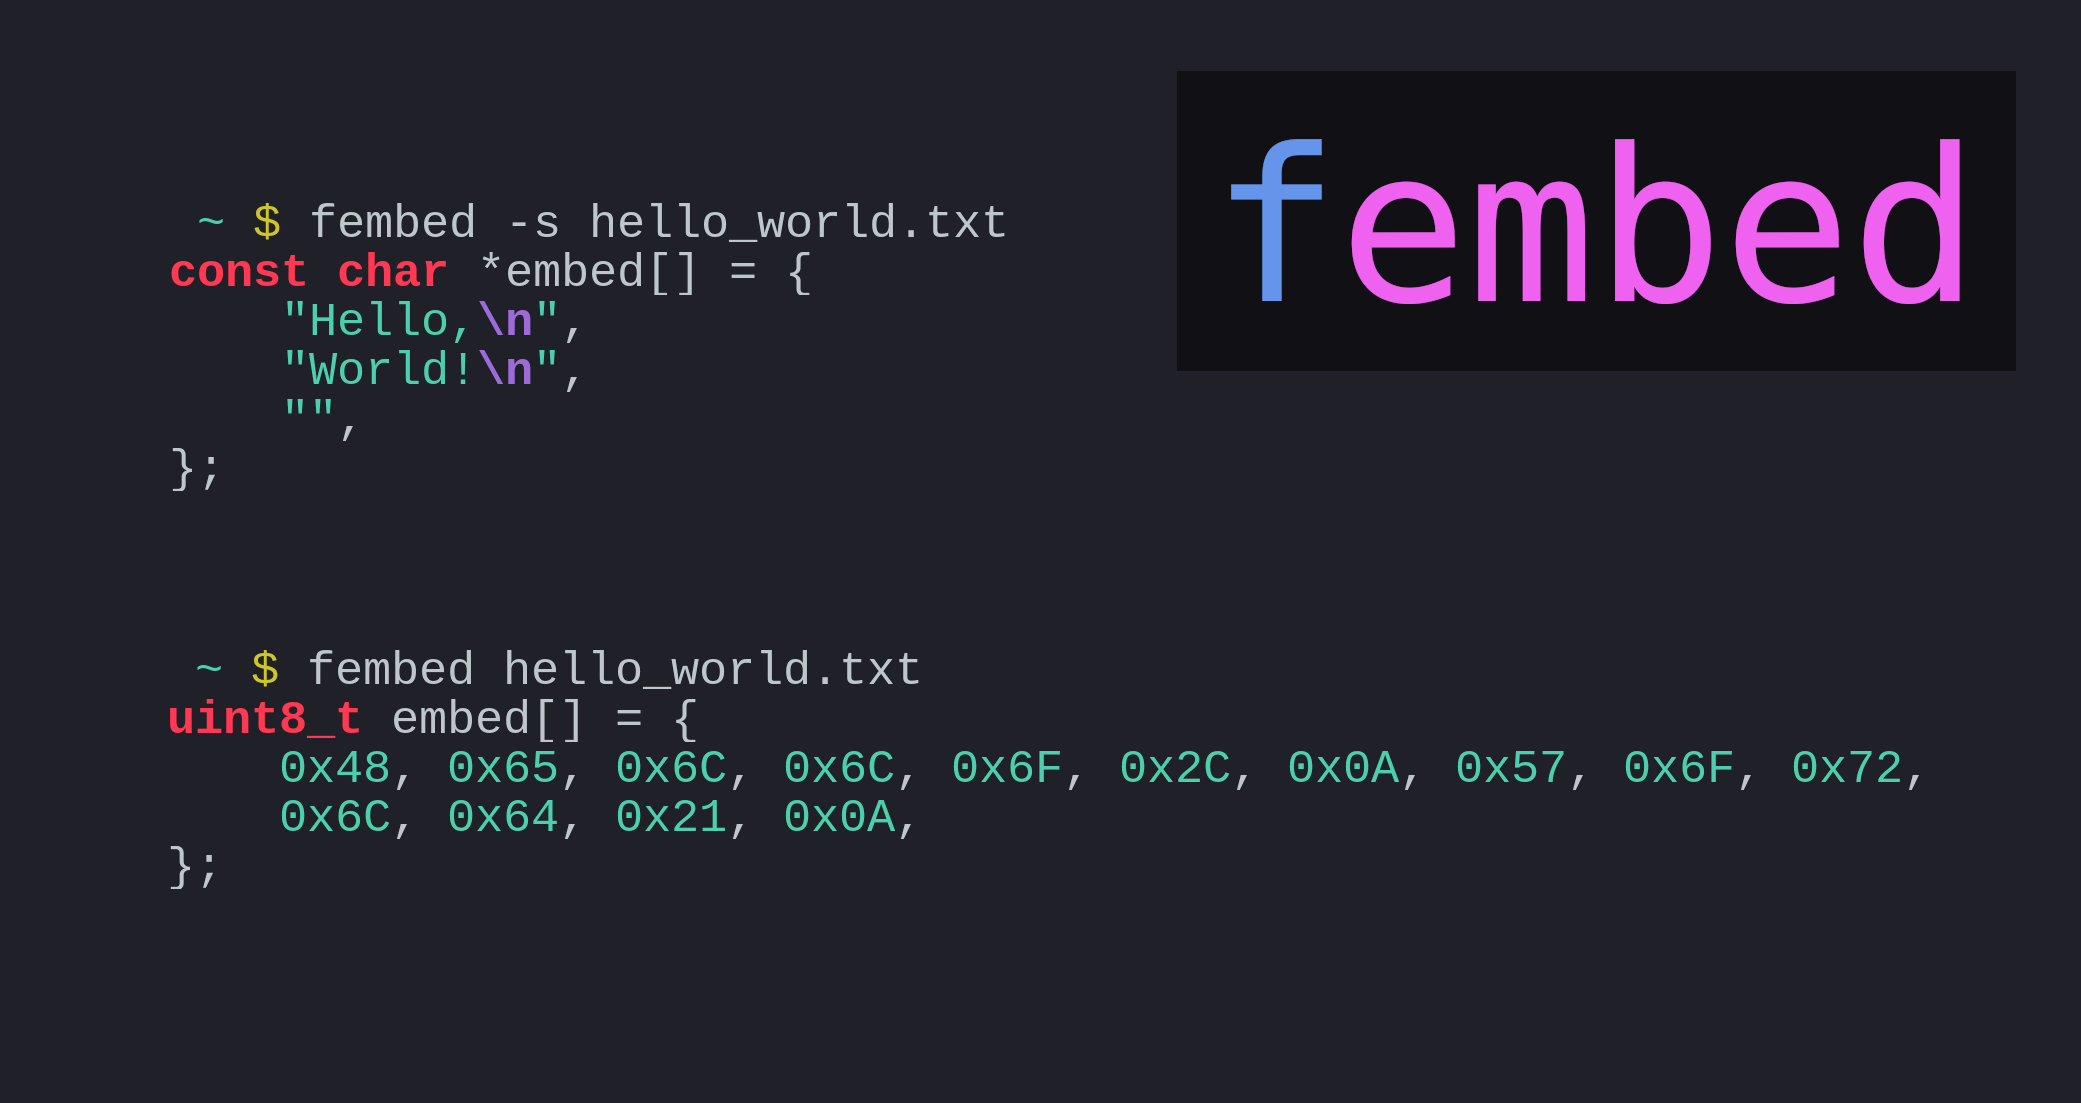 fembed
~ $ fembed -s hello_world.txt
const char *embed[] = {
    "Hello,\n",
    "World!\n",
    "",
};
~ $ fembed hello_world.txt
uint8_t embed[] = {
    0x48, 0x65, 0x6C, 0x6C, 0x6F, 0x2C, 0x0A, 0x57, 0x6F, 0x72,
    0x6C, 0x64, 0x21, 0x0A,
};